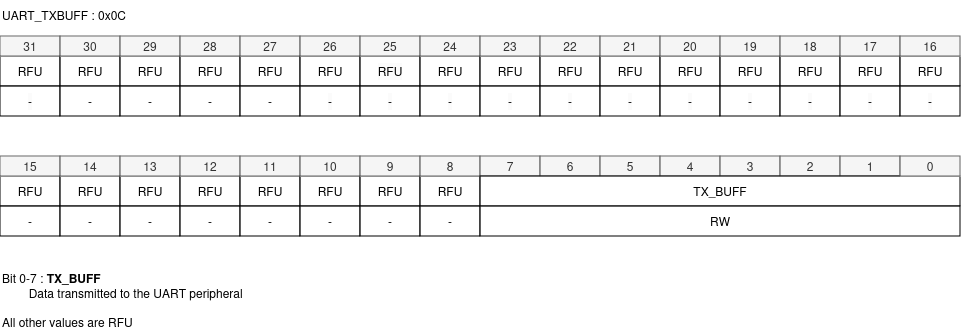 UART_TXBUFF : 0x0C
31 30 29 28 27 26 25 24 23 22 21 20 19 18 17 16
RFU RFU RFU RFU RFU RFU RFU RFU RFU RFU RFU RFU RFU RFU RFU RFU
- - - - - - - - - - - - - - - -
15 14 13 12 11 10 9 8 7 6 5 4 3 2 1 0
RFU RFU RFU RFU RFU RFU RFU RFU TX_BUFF
- - - - - - - - RW
Bit 0-7 : TX_BUFF
Data transmitted to the UART peripheral
All other values are RFU